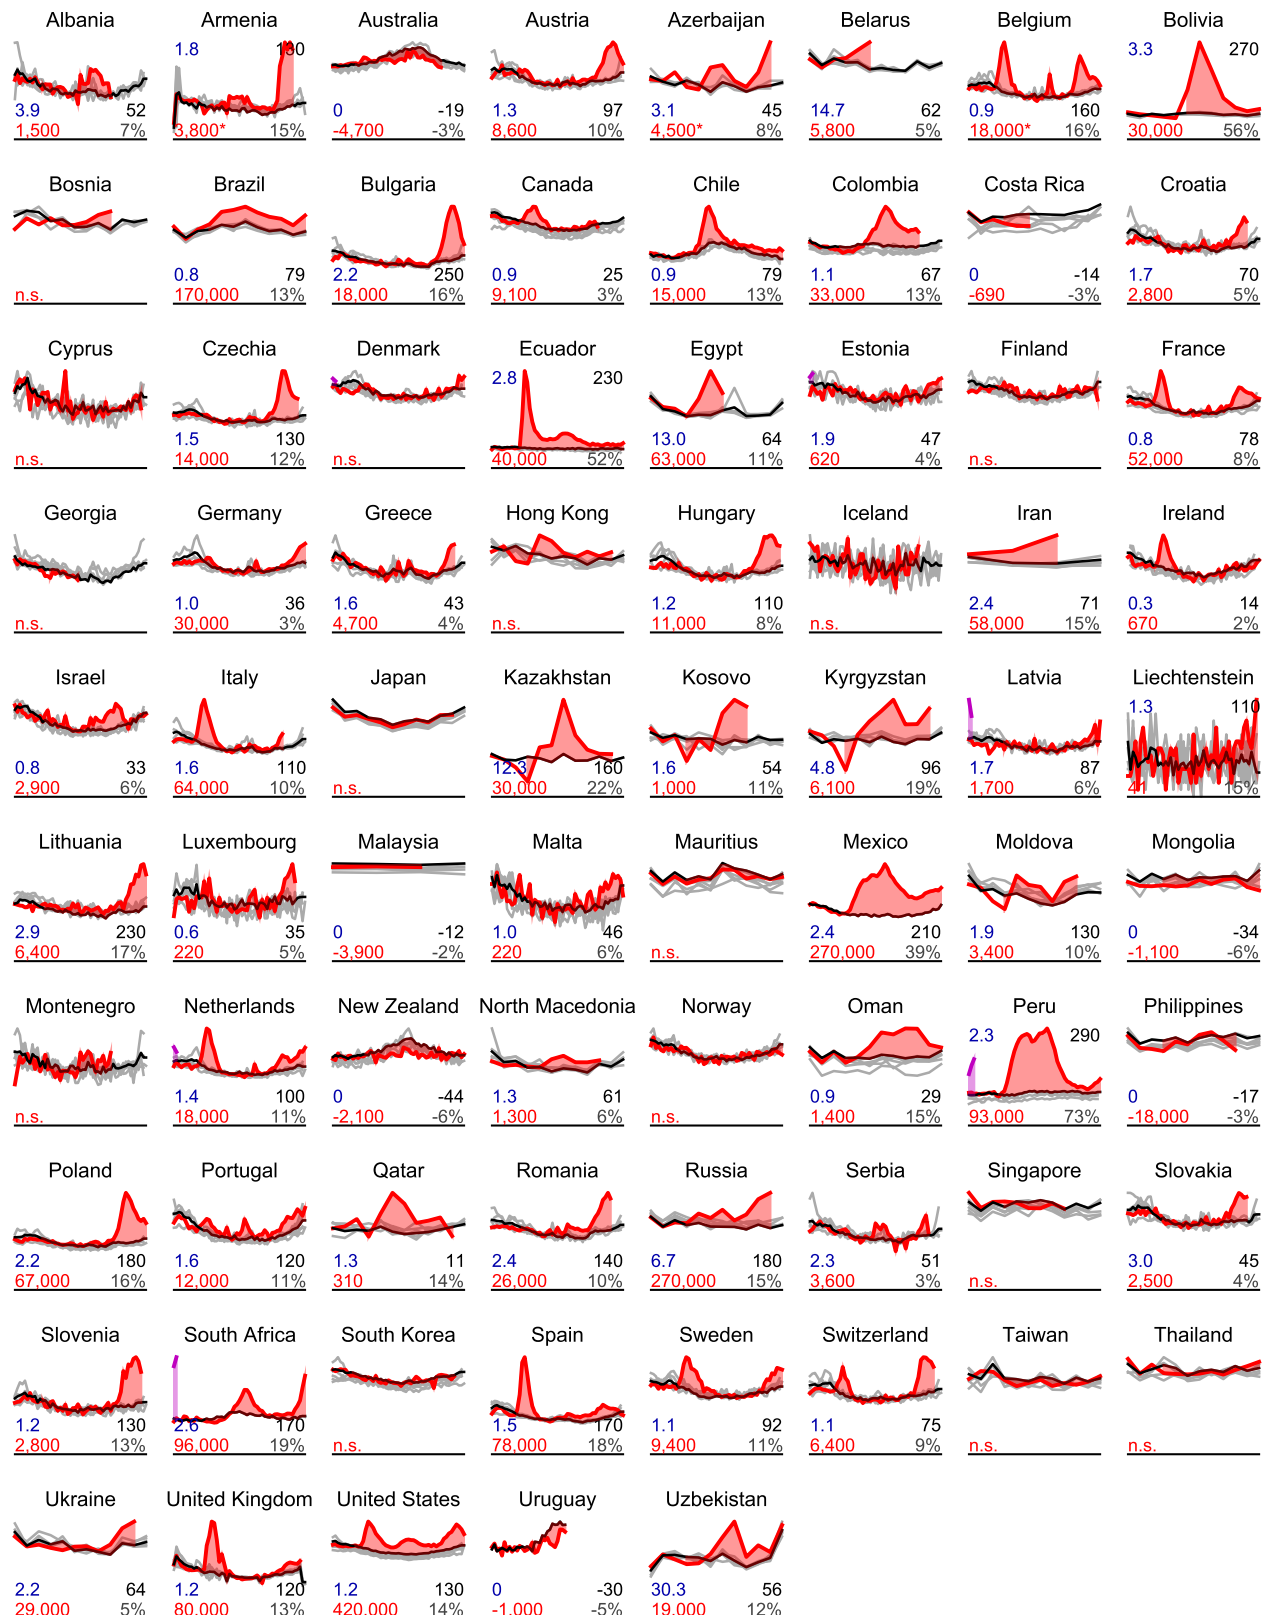 Albania Armenia Australia Austria Azerbaijan Belarus Belgium Bolivia
1.8 130 3.3 270
3.9 52 0 -19 1.3 97 3.1 45 14.7 62 0.9 160
1,500 7% 3,800* 15% -4,700 -3% 8,600 10% 4,500* 8% 5,800 5% 18,000* 16% 30,000 56%
Bosnia Brazil Bulgaria Canada Chile Colombia Costa Rica Croatia
0.8 79 2.2 250 0.9 25 0.9 79 1.1 67 0 -14 1.7 70
n.s. 170,000 13% 18,000 16% 9,100 3% 15,000 13% 33,000 13% -690 -3% 2,800 5%
Cyprus Czechia Denmark Ecuador Egypt Estonia Finland France
2.8 230
1.5 130 13.0 64 1.9 47 0.8 78
n.s. 14,000 12% n.s. 40,000 52% 63,000 11% 620 4% n.s. 52,000 8%
Georgia Germany Greece Hong Kong Hungary Iceland Iran Ireland
1.0 36 1.6 43 1.2 110 2.4 71 0.3 14
n.s. 30,000 3% 4,700 4% n.s. 11,000 8% n.s. 58,000 15% 670 2%
Israel Italy Japan Kazakhstan Kosovo Kyrgyzstan Latvia Liechtenstein
1.3 110
0.8 33 1.6 110 12.3 160 1.6 54 4.8 96 1.7 87
2,900 6% 64,000 10% n.s. 30,000 22% 1,000 11% 6,100 19% 1,700 6% 41 15%
Lithuania Luxembourg Malaysia Malta Mauritius Mexico Moldova Mongolia
2.9 230 0.6 35 0 -12 1.0 46 2.4 210 1.9 130 0 -34
6,400 17% 220 5% -3,900 -2% 220 6% n.s. 270,000 39% 3,400 10% -1,100 -6%
Montenegro Netherlands New Zealand North Macedonia Norway Oman Peru Philippines
2.3 290
1.4 100 0 -44 1.3 61 0.9 29 0 -17
n.s. 18,000 11% -2,100 -6% 1,300 6% n.s. 1,400 15% 93,000 73% -18,000 -3%
Poland Portugal Qatar Romania Russia Serbia Singapore Slovakia
2.2 180 1.6 120 1.3 11 2.4 140 6.7 180 2.3 51 3.0 45
67,000 16% 12,000 11% 310 14% 26,000 10% 270,000 15% 3,600 3% n.s. 2,500 4%
Slovenia South Africa South Korea Spain Sweden Switzerland Taiwan Thailand
1.2 130 2.6 170 1.5 170 1.1 92 1.1 75
2,800 13% 96,000 19% n.s. 78,000 18% 9,400 11% 6,400 9% n.s. n.s.
Ukraine United Kingdom United States Uruguay Uzbekistan
2.2 64 1.2 120 1.2 130 0 -30 30.3 56
29,000 5% 80,000 13% 420,000 14% -1,000 -5% 19,000 12%